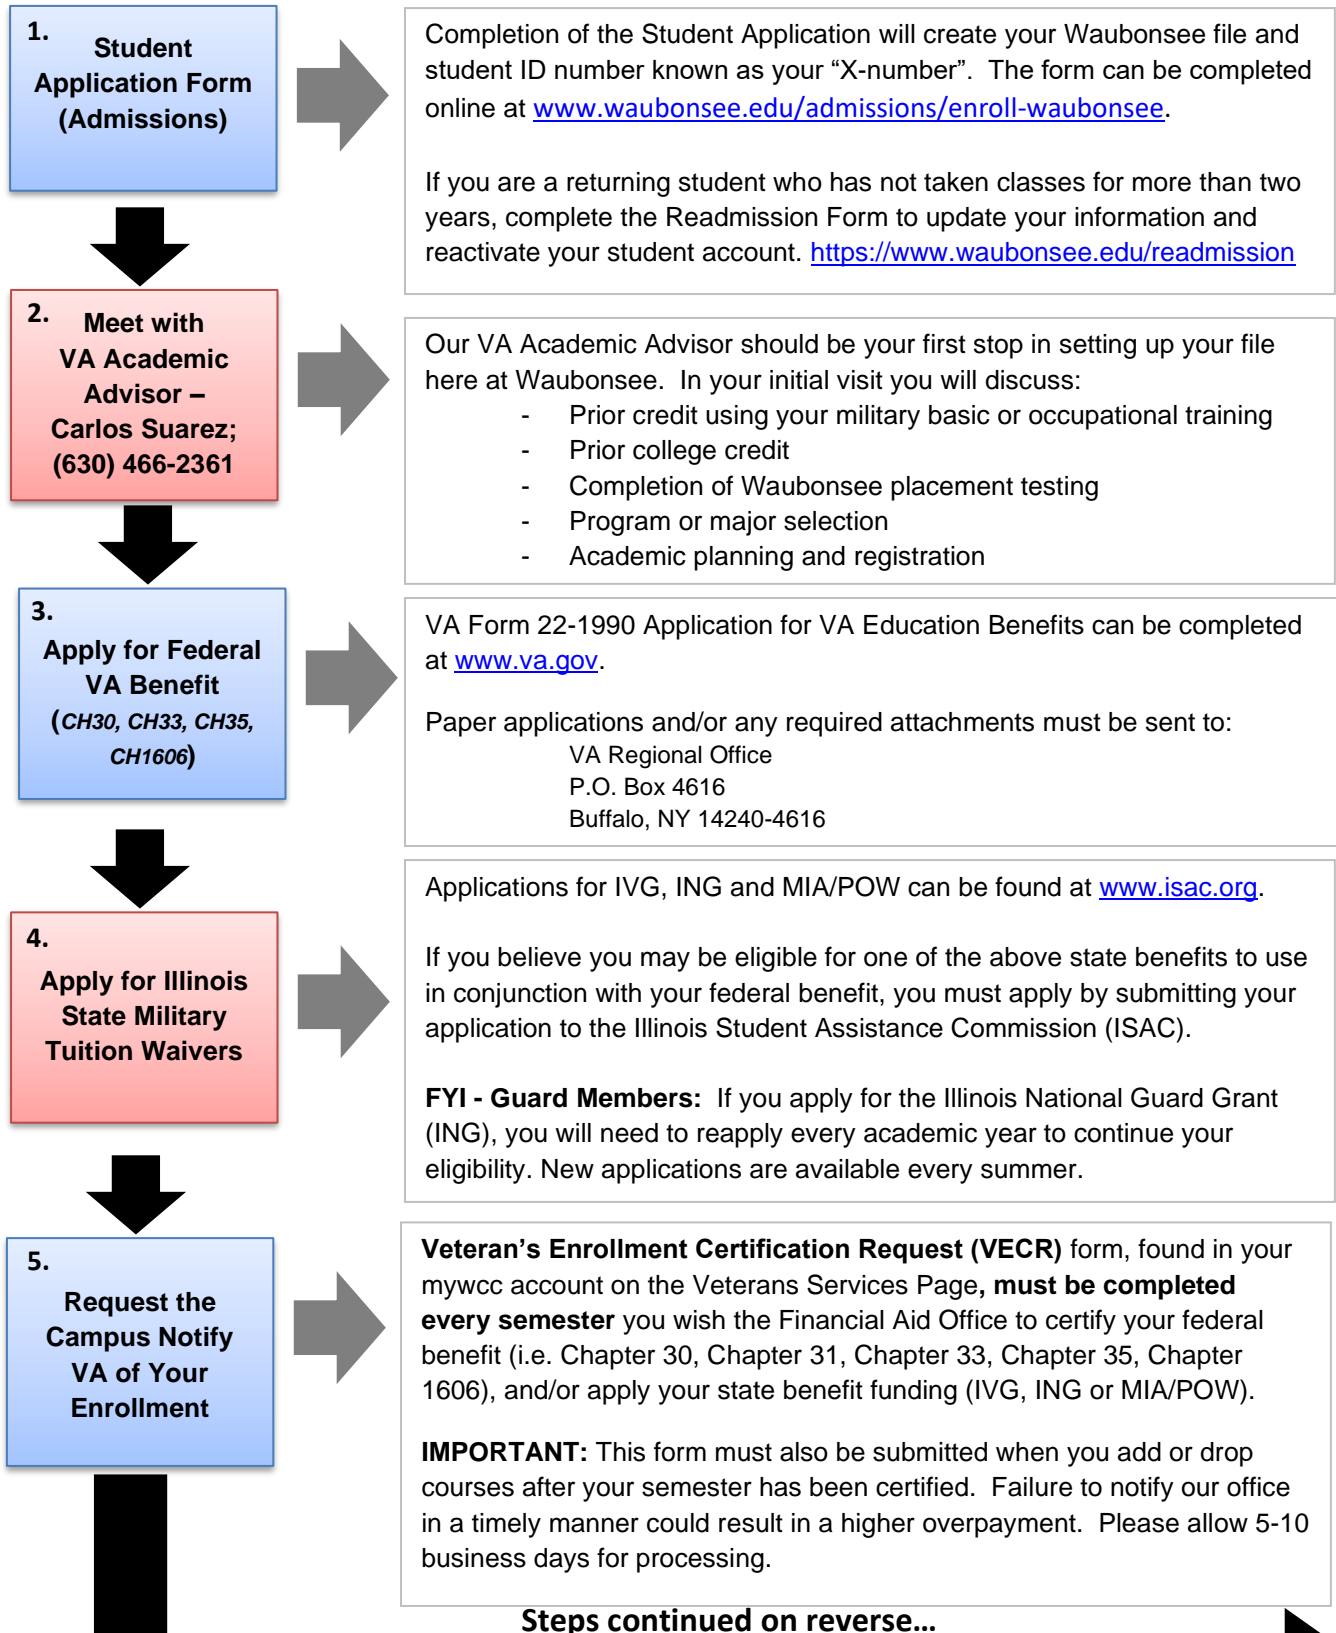 1.
Student
Application Form
(Admissions)
Completion of the Student Application will create your Waubonsee file and
student ID number known as your “X-number”.  The form can be completed
online at www.waubonsee.edu/admissions/enroll-waubonsee.
If you are a returning student who has not taken classes for more than two
years, complete the Readmission Form to update your information and
reactivate your student account. https://www.waubonsee.edu/readmission
2.
Meet with
VA Academic
Advisor –
Carlos Suarez;
(630) 466-2361
Our VA Academic Advisor should be your first stop in setting up your file
here at Waubonsee.  In your initial visit you will discuss:
- Prior credit using your military basic or occupational training
- Prior college credit
- Completion of Waubonsee placement testing
- Program or major selection
- Academic planning and registration
3.
Apply for Federal
VA Benefit
(CH30, CH33, CH35,
CH1606)
VA Form 22-1990 Application for VA Education Benefits can be completed
at www.va.gov.
Paper applications and/or any required attachments must be sent to:
VA Regional Office
P.O. Box 4616
Buffalo, NY 14240-4616
4.
Apply for Illinois
State Military
Tuition Waivers
Applications for IVG, ING and MIA/POW can be found at www.isac.org.
If you believe you may be eligible for one of the above state benefits to use
in conjunction with your federal benefit, you must apply by submitting your
application to the Illinois Student Assistance Commission (ISAC).
FYI - Guard Members:  If you apply for the Illinois National Guard Grant
(ING), you will need to reapply every academic year to continue your
eligibility. New applications are available every summer.
5.
Request the
Campus Notify
VA of Your
Enrollment
Veteran’s Enrollment Certification Request (VECR) form, found in your
mywcc account on the Veterans Services Page, must be completed
every semester you wish the Financial Aid Office to certify your federal
benefit (i.e. Chapter 30, Chapter 31, Chapter 33, Chapter 35, Chapter
1606), and/or apply your state benefit funding (IVG, ING or MIA/POW).
IMPORTANT: This form must also be submitted when you add or drop
courses after your semester has been certified.  Failure to notify our office
in a timely manner could result in a higher overpayment.  Please allow 5-10
business days for processing.
Steps continued on reverse…